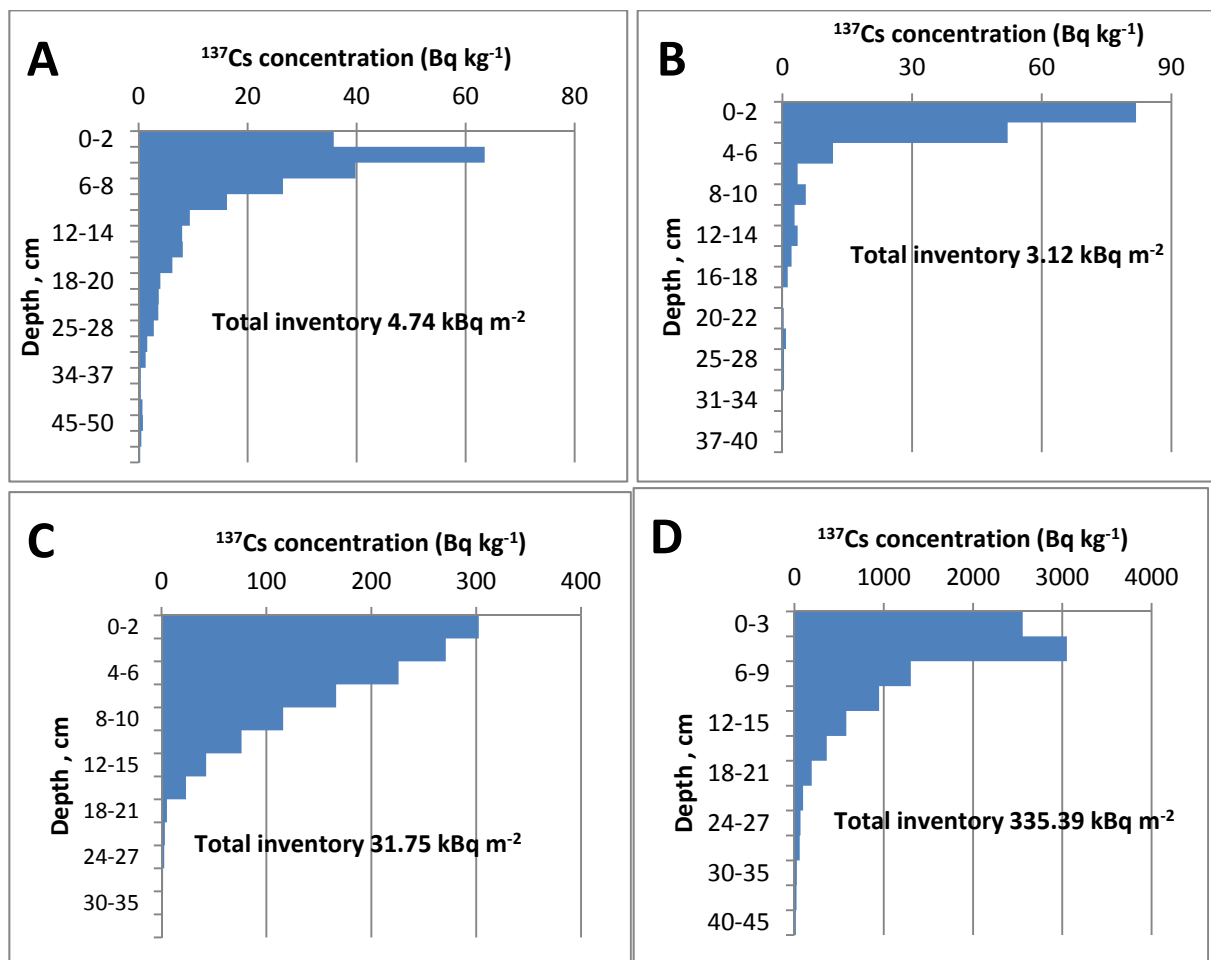 A
¹³⁷Cs concentration (Bq kg⁻¹)
0 20 40 60 80
Depth , cm
0-2
6-8
12-14
18-20
25-28
34-37
45-50
Total inventory 4.74 kBq m⁻²
B
¹³⁷Cs concentration (Bq kg⁻¹)
0 30 60 90
Depth , cm
0-2
4-6
8-10
12-14
16-18
20-22
25-28
31-34
37-40
Total inventory 3.12 kBq m⁻²
C
¹³⁷Cs concentration (Bq kg⁻¹)
0 100 200 300 400
Depth , cm
0-2
4-6
8-10
12-15
18-21
24-27
30-35
Total inventory 31.75 kBq m⁻²
D
¹³⁷Cs concentration (Bq kg⁻¹)
0 1000 2000 3000 4000
Depth , cm
0-3
6-9
12-15
18-21
24-27
30-35
40-45
Total inventory 335.39 kBq m⁻²